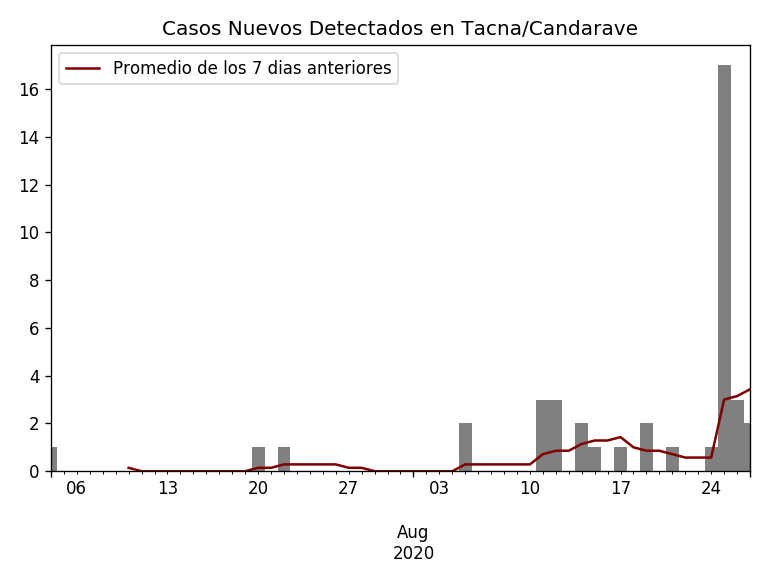 Casos Nuevos Detectados en Tacna/Candarave
Promedio de los 7 dias anteriores
16
14
12
10
8
6
4
2
0
06 13 20 27 03 10 17 24
Aug
2020